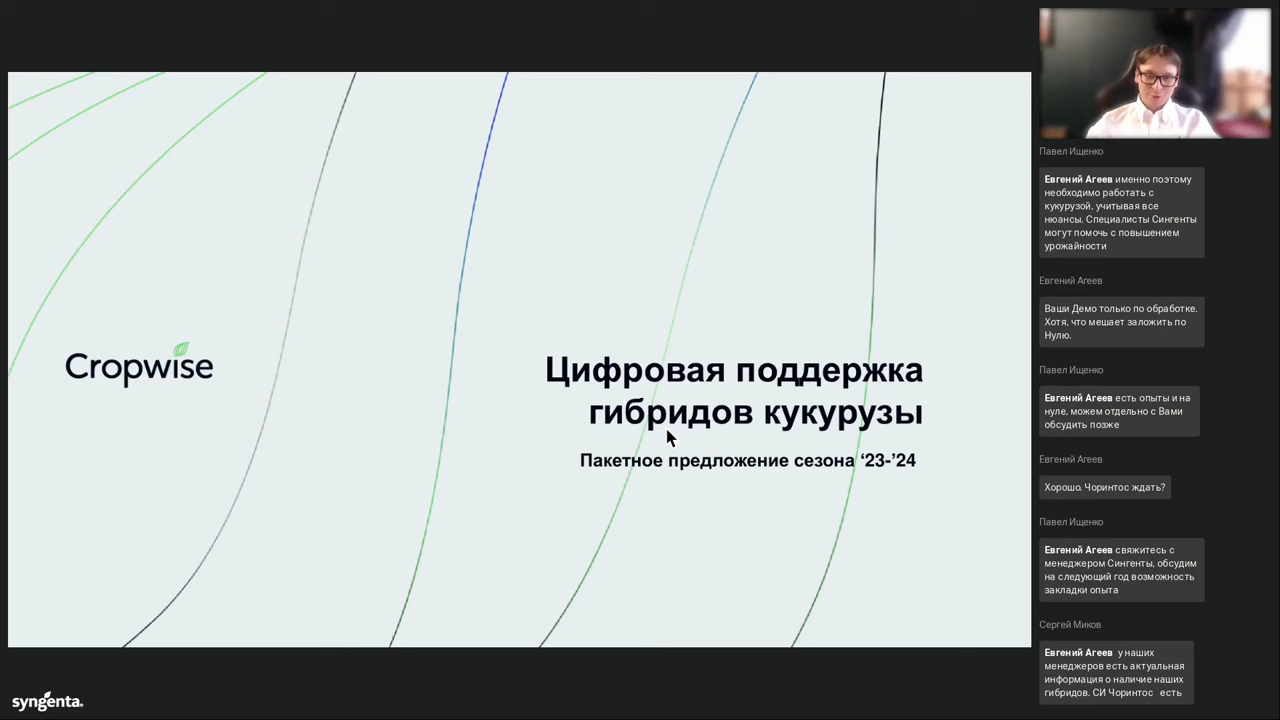 Cropwise
Цифровая поддержка
гибридов кукурузы
Пакетное предложение сезона ‘23-’24
syngenta.
Павел Ищенко
Евгений Агеев именно поэтому
необходимо работать с
кукурузой, учитывая все
нюансы. Специалисты Сингенты
могут помочь с повышением
урожайности
Евгений Агеев
Ваши Демо только по обработке.
Хотя, что мешает заложить по
Нулю.
Павел Ищенко
Евгений Агеев есть опыты и на
нуле, можем отдельно с Вами
обсудить позже
Евгений Агеев
Хорошо. Чоринтос ждать?
Павел Ищенко
Евгений Агеев свяжитесь с
менеджером Сингенты, обсудим
на следующий год возможность
закладки опыта
Сергей Миков
Евгений Агеев у наших
менеджеров есть актуальная
информация о наличие наших
гибридов. СИ Чоринтос есть